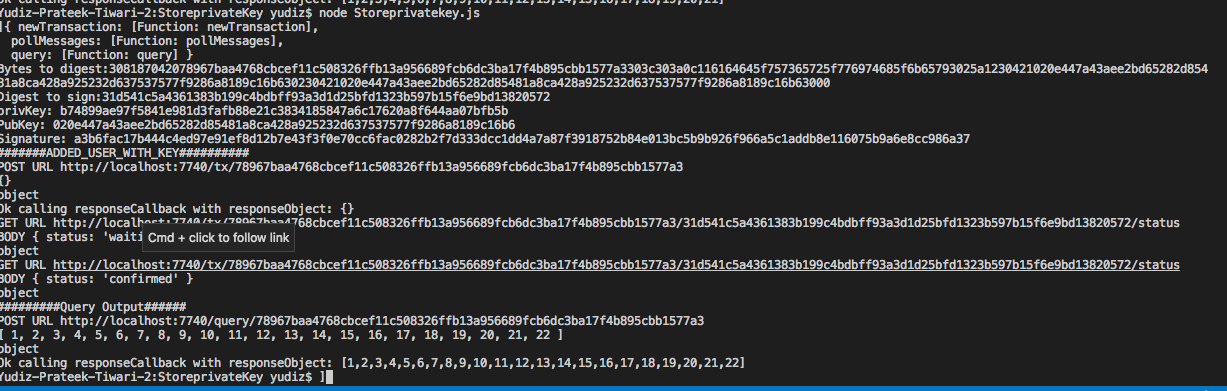 Ok calling responseCallback with responseObject: [1,2,3,4,5,6,7,8,9,10,11,12,13,14,15,16,17,18,19,20,21]
Yudiz-Prateek-Tiwari-2:StoreprivateKey yudiz$ node Storeprivatekey.js
]{ newTransaction: [Function: newTransaction],
pollMessages: [Function: pollMessages],
query: [Function: query] }
Bytes to digest:308187042078967baa4768cbcef11c508326ffb13a956689fcb6dc3ba17f4b895cbb1577a3303c303a0c116164645f757365725f776974685f6b65793025a1230421020e447a43aee2bd65282d854
81a8ca428a925232d637537577f9286a8189c16b630230421020e447a43aee2bd65282d85481a8ca428a925232d637537577f9286a8189c16b63000
Digest to sign:31d541c5a4361383b199c4bdbff93a3d1d25bfd1323b597b15f6e9bd13820572
privKey: b74899ae97f5841e981d3fafb88e21c3834185847a6c17620a8f644aa07bfb5b
PubKey: 020e447a43aee2bd65282d85481a8ca428a925232d637537577f9286a8189c16b6
Signature: a3b6fac17b444c4ed97e91ef8d12b7e43f3f0e70cc6fac0282b2f7d333dcc1dd4a7a87f3918752b84e013bc5b9b926f966a5c1addb8e116075b9a6e8cc986a37
#######ADDED_USER_WITH_KEY##########
POST URL http://localhost:7740/tx/78967baa4768cbcef11c508326ffb13a956689fcb6dc3ba17f4b895cbb1577a3
{}
object
Ok calling responseCallback with responseObject: {}
GET URL http://localhost:7740/tx/78967baa4768cbcef11c508326ffb13a956689fcb6dc3ba17f4b895cbb1577a3/31d541c5a4361383b199c4bdbff93a3d1d25bfd1323b597b15f6e9bd13820572/status
BODY { status: 'waiti
Cmd + click to follow link
object
GET URL http://localhost:7740/tx/78967baa4768cbcef11c508326ffb13a956689fcb6dc3ba17f4b895cbb1577a3/31d541c5a4361383b199c4bdbff93a3d1d25bfd1323b597b15f6e9bd13820572/status
BODY { status: 'confirmed' }
object
#########Query Output######
POST URL http://localhost:7740/query/78967baa4768cbcef11c508326ffb13a956689fcb6dc3ba17f4b895cbb1577a3
[ 1, 2, 3, 4, 5, 6, 7, 8, 9, 10, 11, 12, 13, 14, 15, 16, 17, 18, 19, 20, 21, 22 ]
object
Ok calling responseCallback with responseObject: [1,2,3,4,5,6,7,8,9,10,11,12,13,14,15,16,17,18,19,20,21,22]
Yudiz-Prateek-Tiwari-2:StoreprivateKey yudiz$ ]